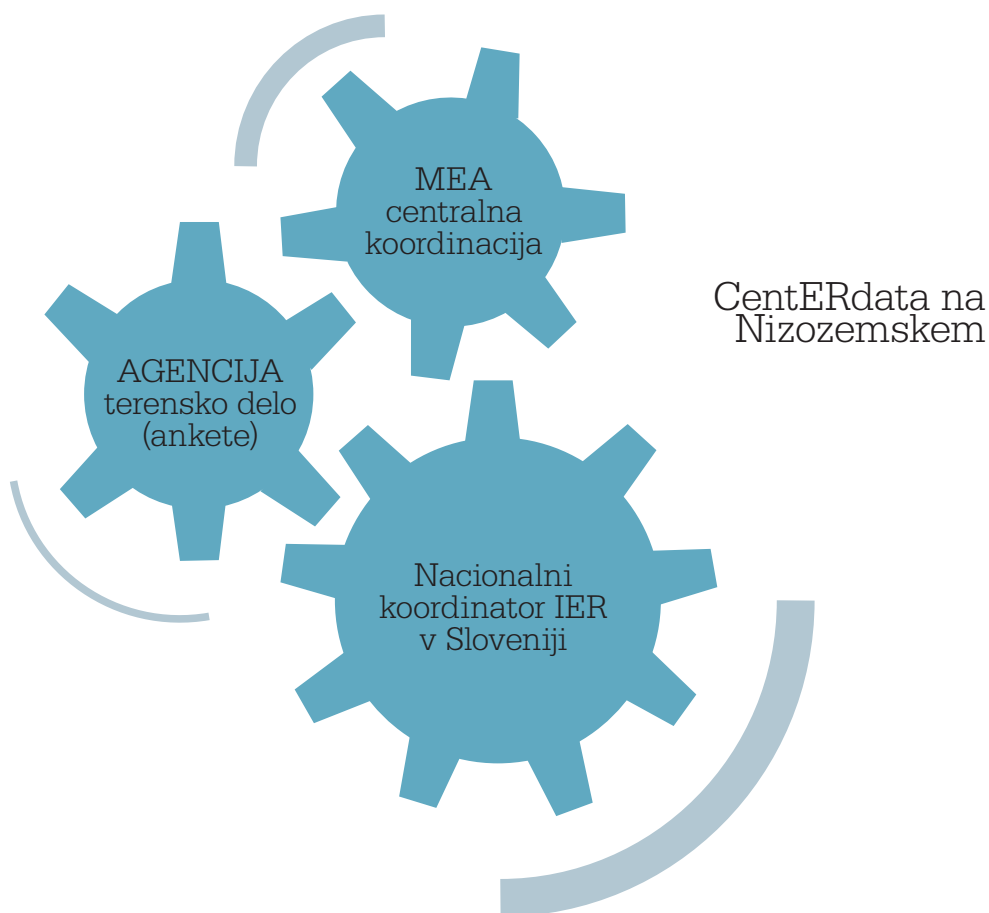 MEA
centralna
koordinacija
CentERdata na
Nizozemskem
AGENCIJA
terensko delo
(ankete)
Nacionalni
koordinator IER
v Sloveniji